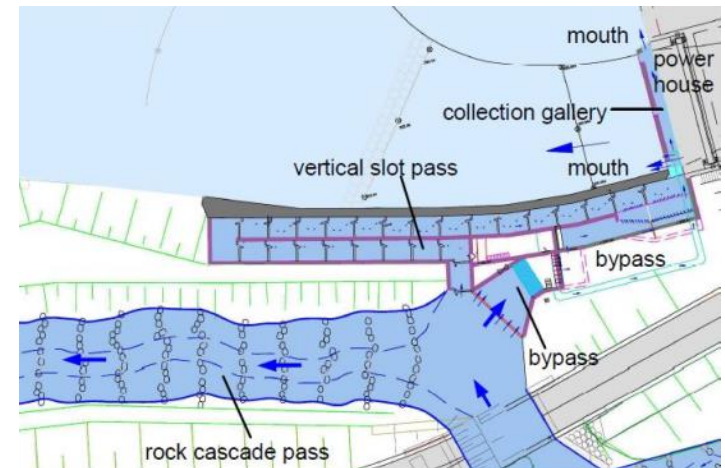 mouth
power
house
collection gallery
vertical slot pass
mouth
bypass
bypass
rock cascade pass